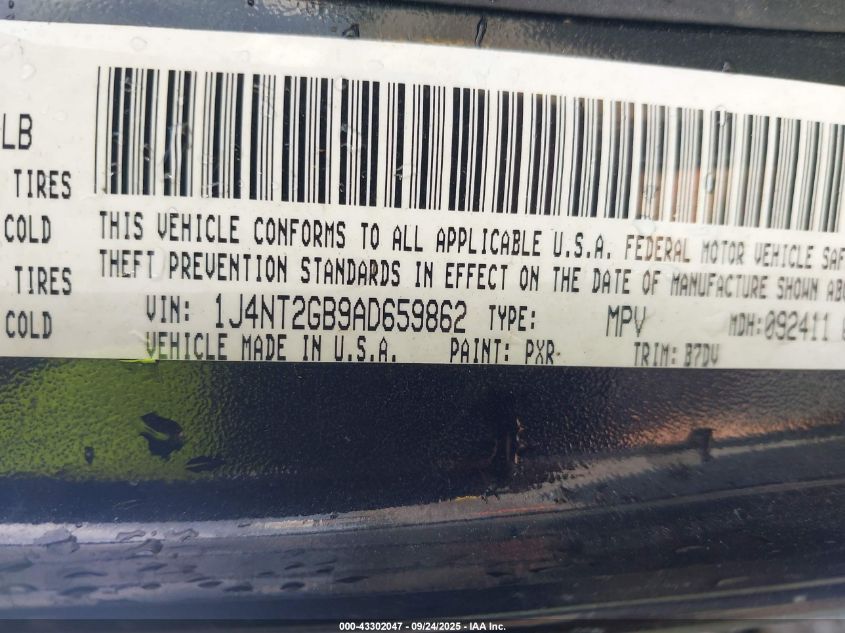 LB
TIRES
COLD
TIRES
COLD
THIS VEHICLE CONFORMS TO ALL APPLICABLE U.S.A. FEDERAL MOTOR VEHICLE SAF
THEFT PREVENTION STANDARDS IN EFFECT ON THE DATE OF MANUFACTURE SHOWN ABO
VIN: 1J4NT2GB9AD659862 TYPE: MPV MDH:092411
VEHICLE MADE IN U.S.A. PAINT: PXR TRIM: B7DV
000-43302047 - 09/24/2025 - IAA Inc.